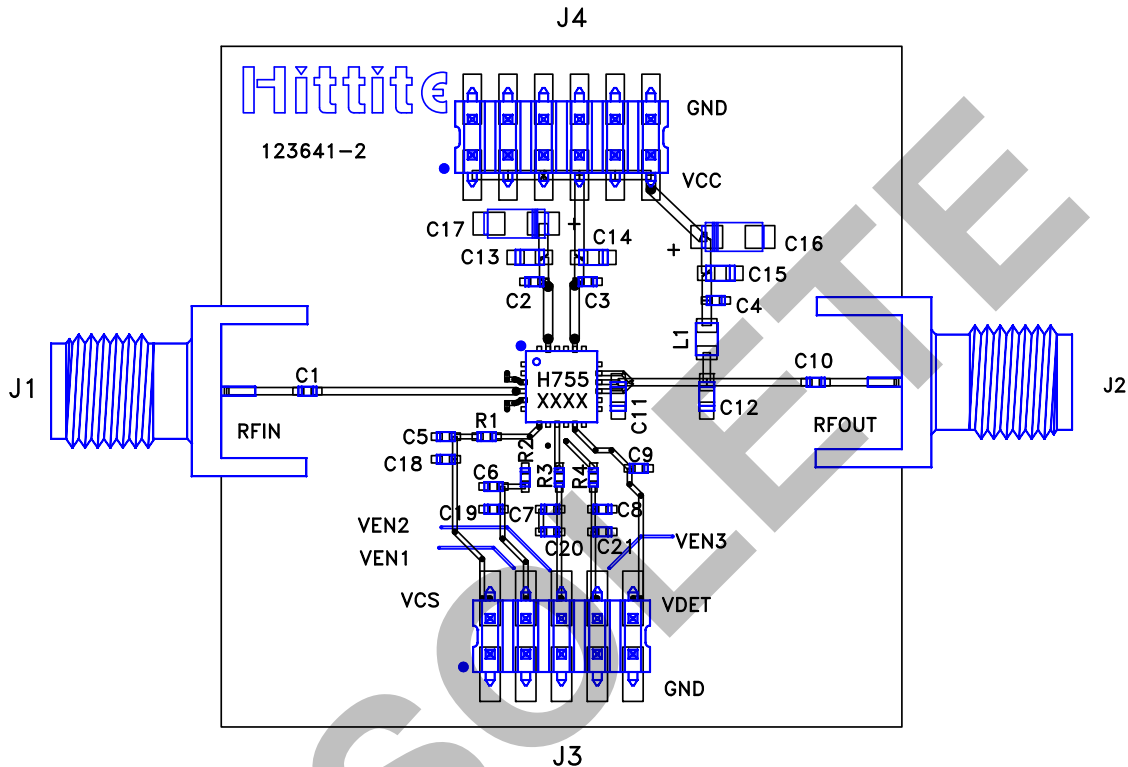 J4
Hittite
GND
123641-2
VCC
C17
+
C14
C16
C13
+
C15
C2
C3
C4
L1
H755
XXXX
J1
C1
C10
J2
C11
C12
RFIN
RFOUT
C5
R1
C18
R2
C9
C6
R3
R4
C19
C7
C8
VEN2
C20
C21
VEN3
VEN1
VCS
VDET
GND
J3
SOLETE